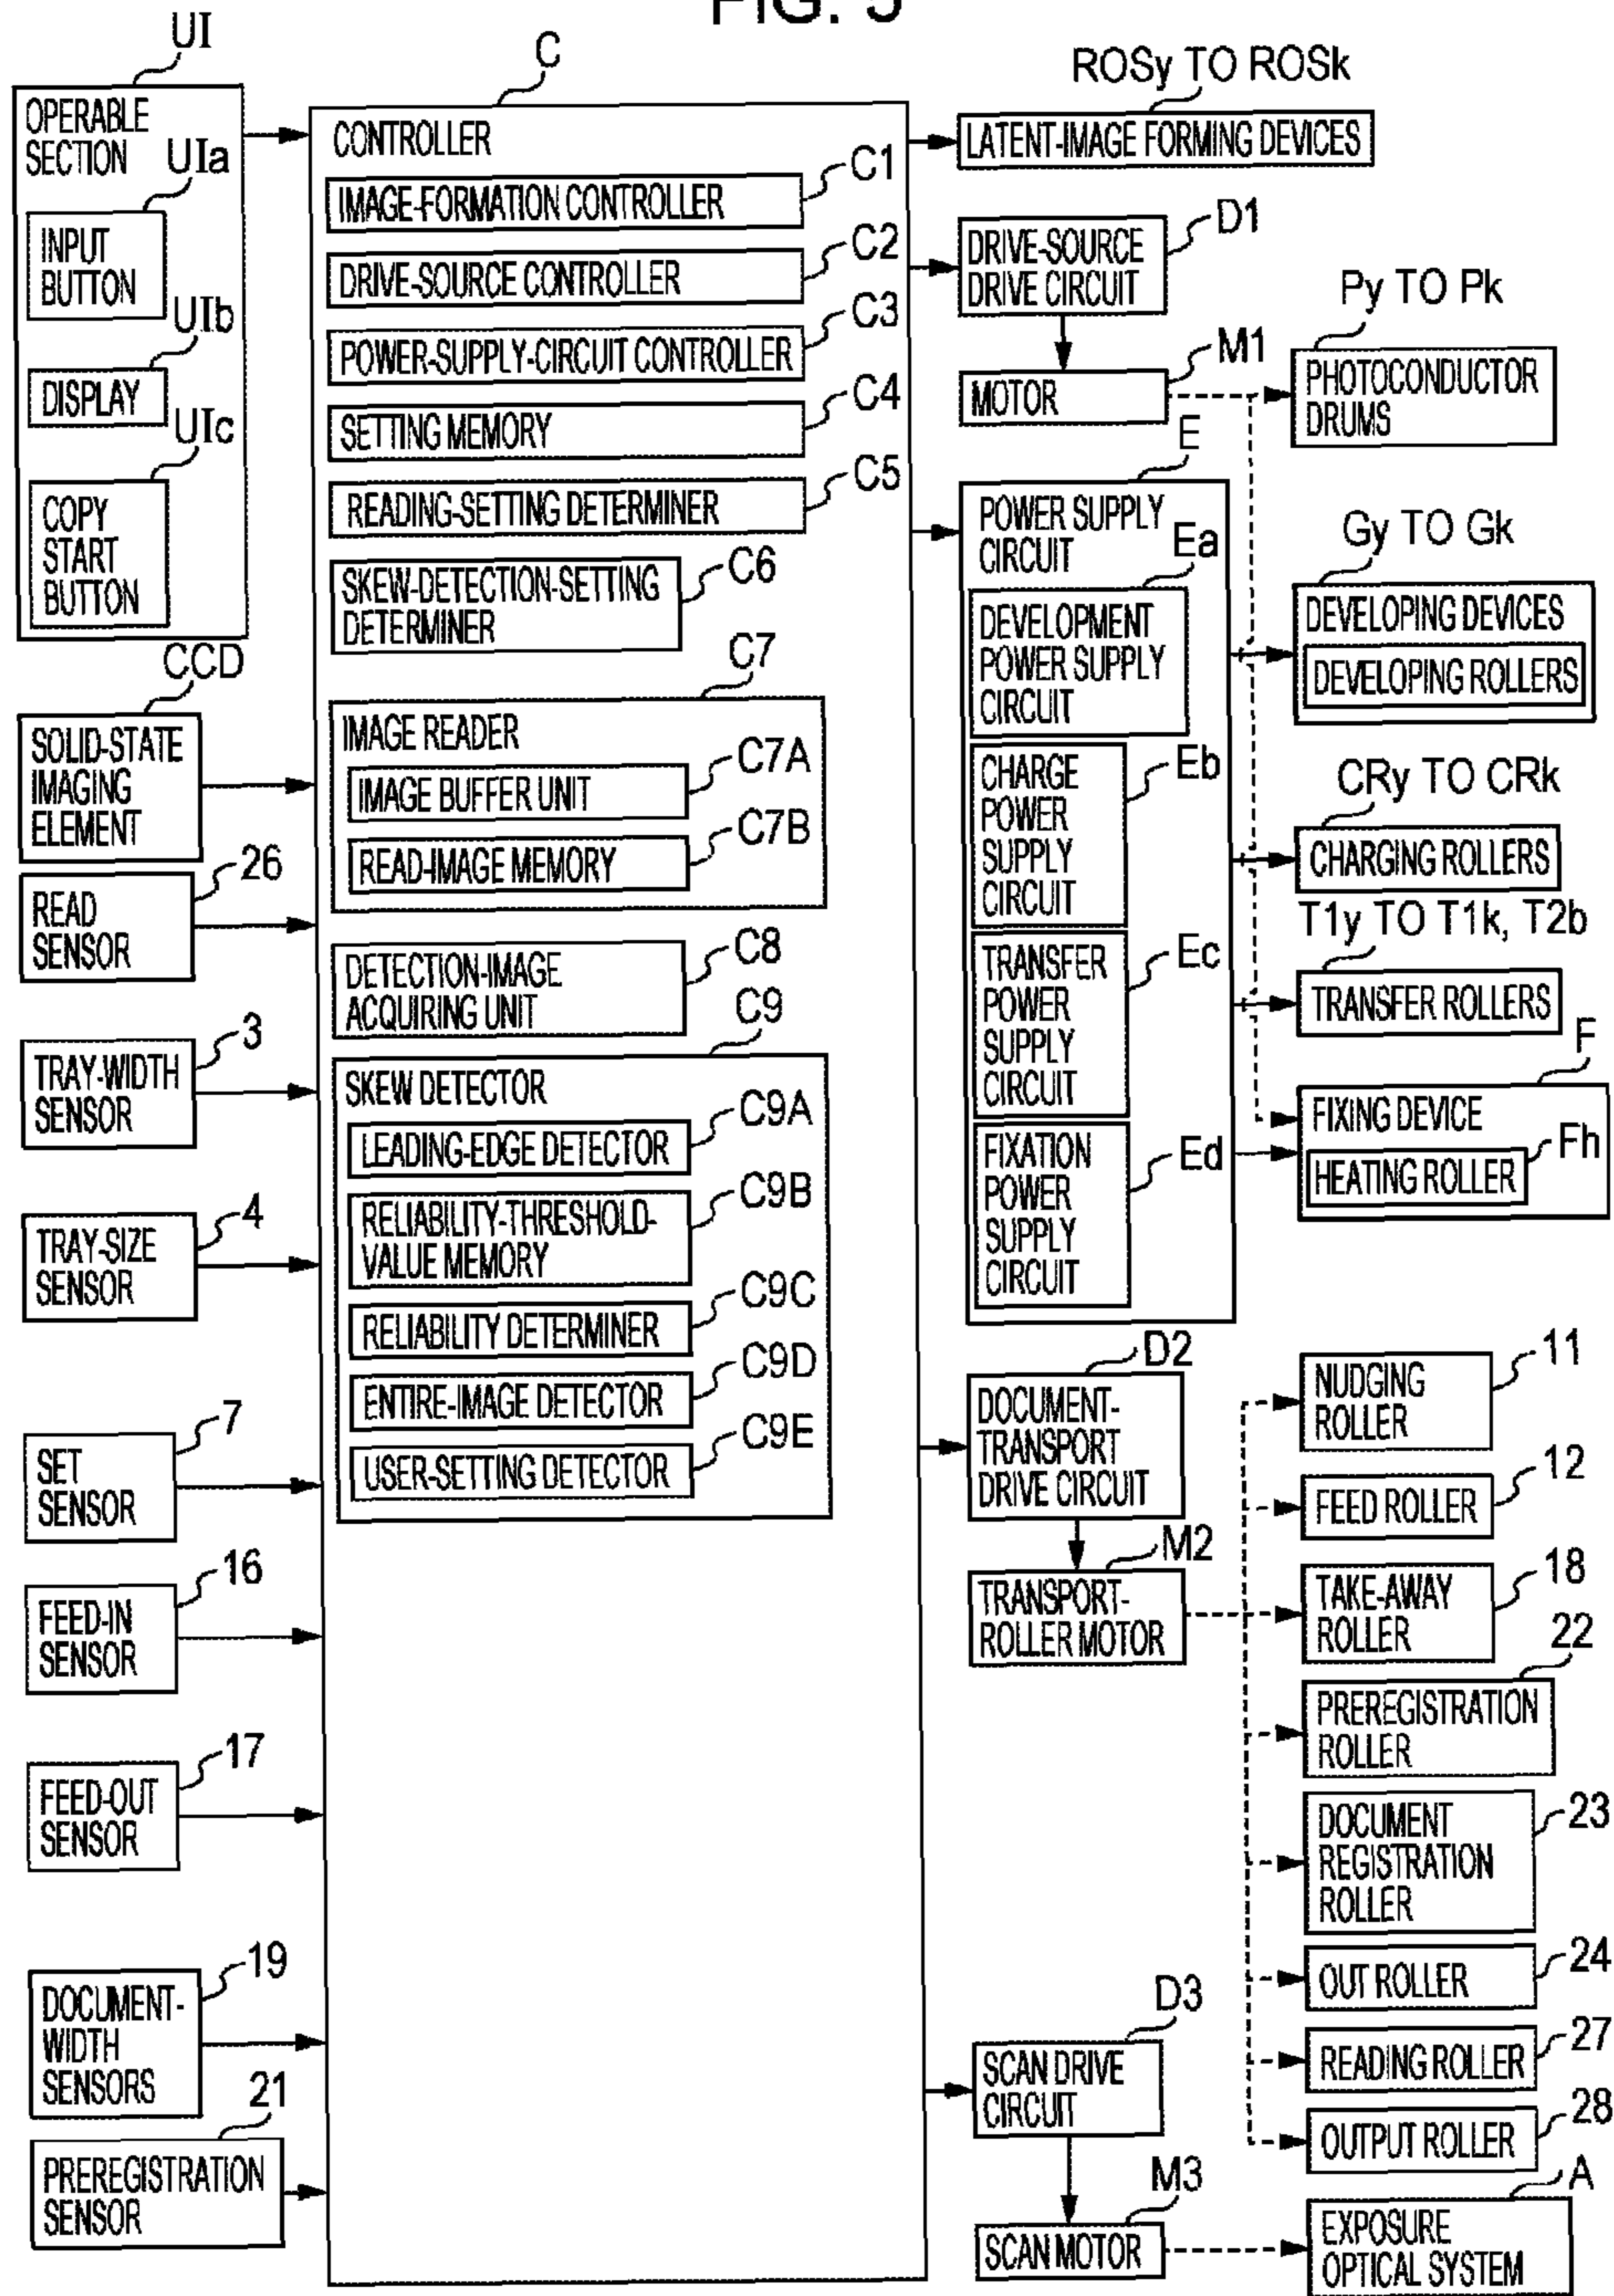 FIG. 5
UI
OPERABLE
SECTION
UIa
INPUT
BUTTON
UIb
DISPLAY
UIc
COPY
START
BUTTON
CCD
SOLID-STATE
IMAGING
ELEMENT
26
READ
SENSOR
3
TRAY-WIDTH
SENSOR
4
TRAY-SIZE
SENSOR
7
SET
SENSOR
16
FEED-IN
SENSOR
17
FEED-OUT
SENSOR
19
DOCUMENT-
WIDTH
SENSORS
21
PREREGISTRATION
SENSOR
C
CONTROLLER
C1
IMAGE-FORMATION CONTROLLER
C2
DRIVE-SOURCE CONTROLLER
C3
POWER-SUPPLY-CIRCUIT CONTROLLER
C4
SETTING MEMORY
C5
READING-SETTING DETERMINER
C6
SKEW-DETECTION-SETTING
DETERMINER
C7
IMAGE READER
C7A
IMAGE BUFFER UNIT
C7B
READ-IMAGE MEMORY
C8
DETECTION-IMAGE
ACQUIRING UNIT
C9
SKEW DETECTOR
C9A
LEADING-EDGE DETECTOR
C9B
RELIABILITY-THRESHOLD-
VALUE MEMORY
C9C
RELIABILITY DETERMINER
C9D
ENTIRE-IMAGE DETECTOR
C9E
USER-SETTING DETECTOR
ROSy TO ROSk
LATENT-IMAGE FORMING DEVICES
D1
DRIVE-SOURCE
DRIVE CIRCUIT
M1
MOTOR
Py TO Pk
PHOTOCONDUCTOR
DRUMS
E
POWER SUPPLY
CIRCUIT
Ea
DEVELOPMENT
POWER SUPPLY
CIRCUIT
Eb
CHARGE
POWER
SUPPLY
CIRCUIT
Ec
TRANSFER
POWER
SUPPLY
CIRCUIT
Ed
FIXATION
POWER
SUPPLY
CIRCUIT
Gy TO Gk
DEVELOPING DEVICES
DEVELOPING ROLLERS
CRy TO CRk
CHARGING ROLLERS
T1y TO T1k, T2b
TRANSFER ROLLERS
F
FIXING DEVICE
Fh
HEATING ROLLER
D2
DOCUMENT-
TRANSPORT
DRIVE CIRCUIT
M2
TRANSPORT-
ROLLER MOTOR
11
NUDGING
ROLLER
12
FEED ROLLER
18
TAKE-AWAY
ROLLER
22
PREREGISTRATION
ROLLER
23
DOCUMENT
REGISTRATION
ROLLER
24
OUT ROLLER
27
READING ROLLER
28
OUTPUT ROLLER
D3
SCAN DRIVE
CIRCUIT
M3
SCAN MOTOR
A
EXPOSURE
OPTICAL SYSTEM